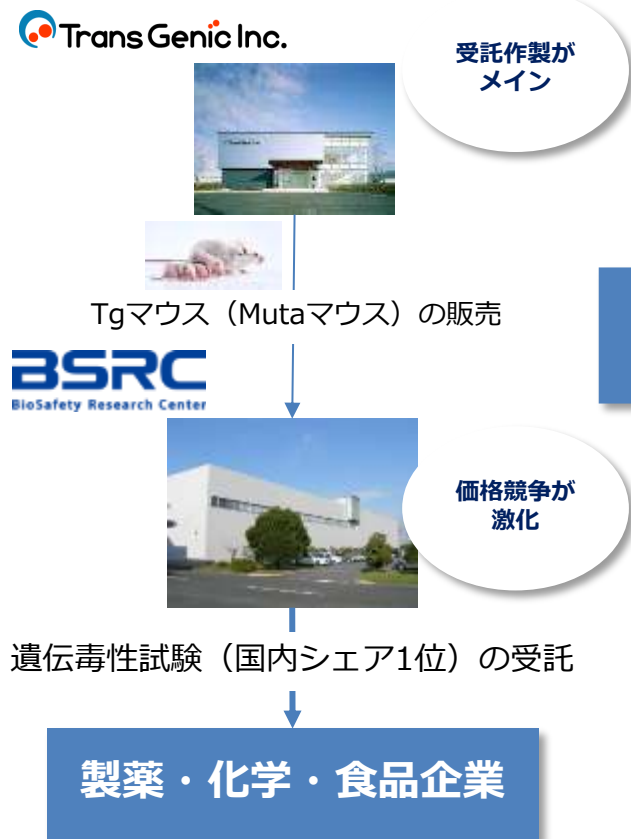 Trans Genic Inc.
受託作製が
メイン
Tgマウス（Mutaマウス）の販売
BSRC
BioSafety Research Center
価格競争が
激化
遺伝毒性試験（国内シェア1位）の受託
製薬・化学・食品企業